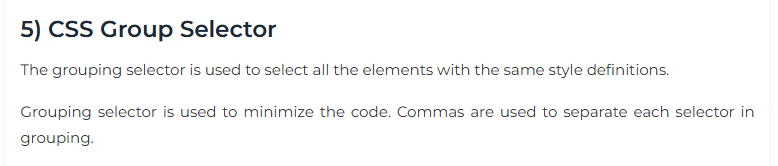 5) CSS Group Selector
The grouping selector is used to select all the elements with the same style definitions.
Grouping selector is used to minimize the code. Commas are used to separate each selector in
grouping.